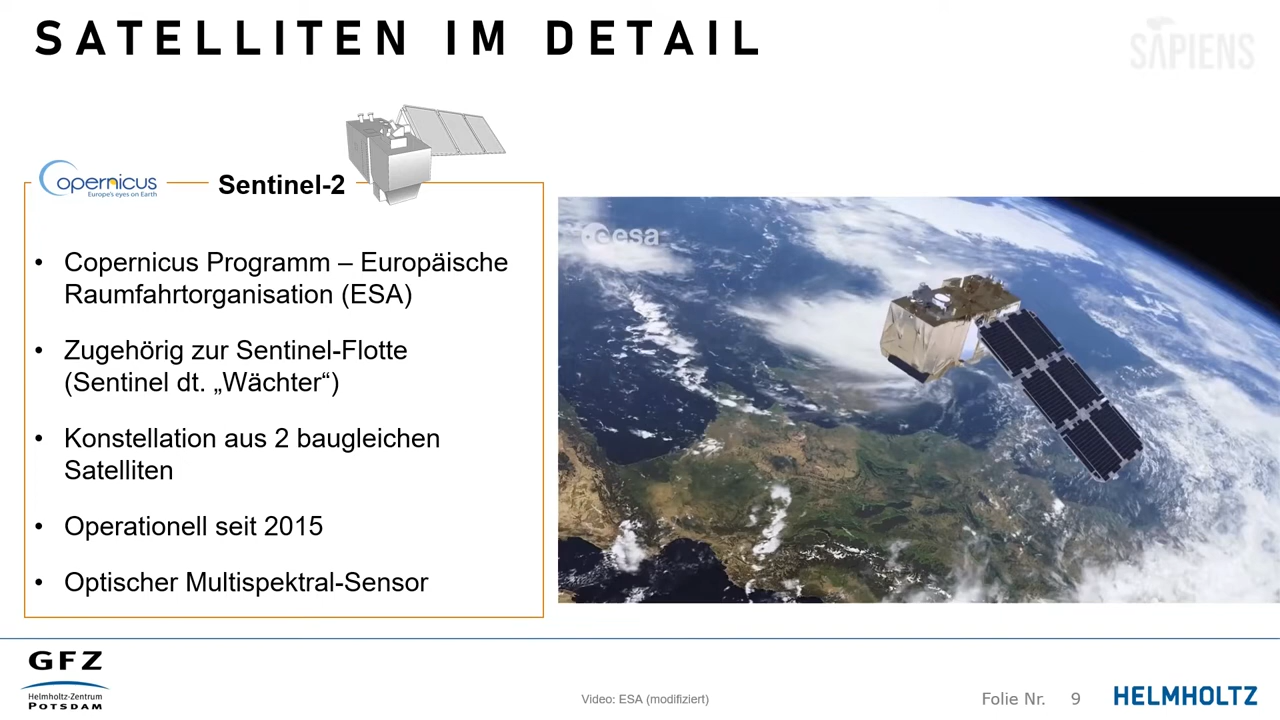 SATELLITEN IM DETAIL
SAPIENS
opernicus
Europe's eyes on Earth
Sentinel-2
• Copernicus Programm – Europäische
Raumfahrtorganisation (ESA)
• Zugehörig zur Sentinel-Flotte
(Sentinel dt. „Wächter“)
• Konstellation aus 2 baugleichen
Satelliten
• Operationell seit 2015
• Optischer Multispektral-Sensor
esa
GFZ
Helmholtz-Zentrum
POTSDAM
Video: ESA (modifiziert)
Folie Nr. 9
HELMHOLTZ